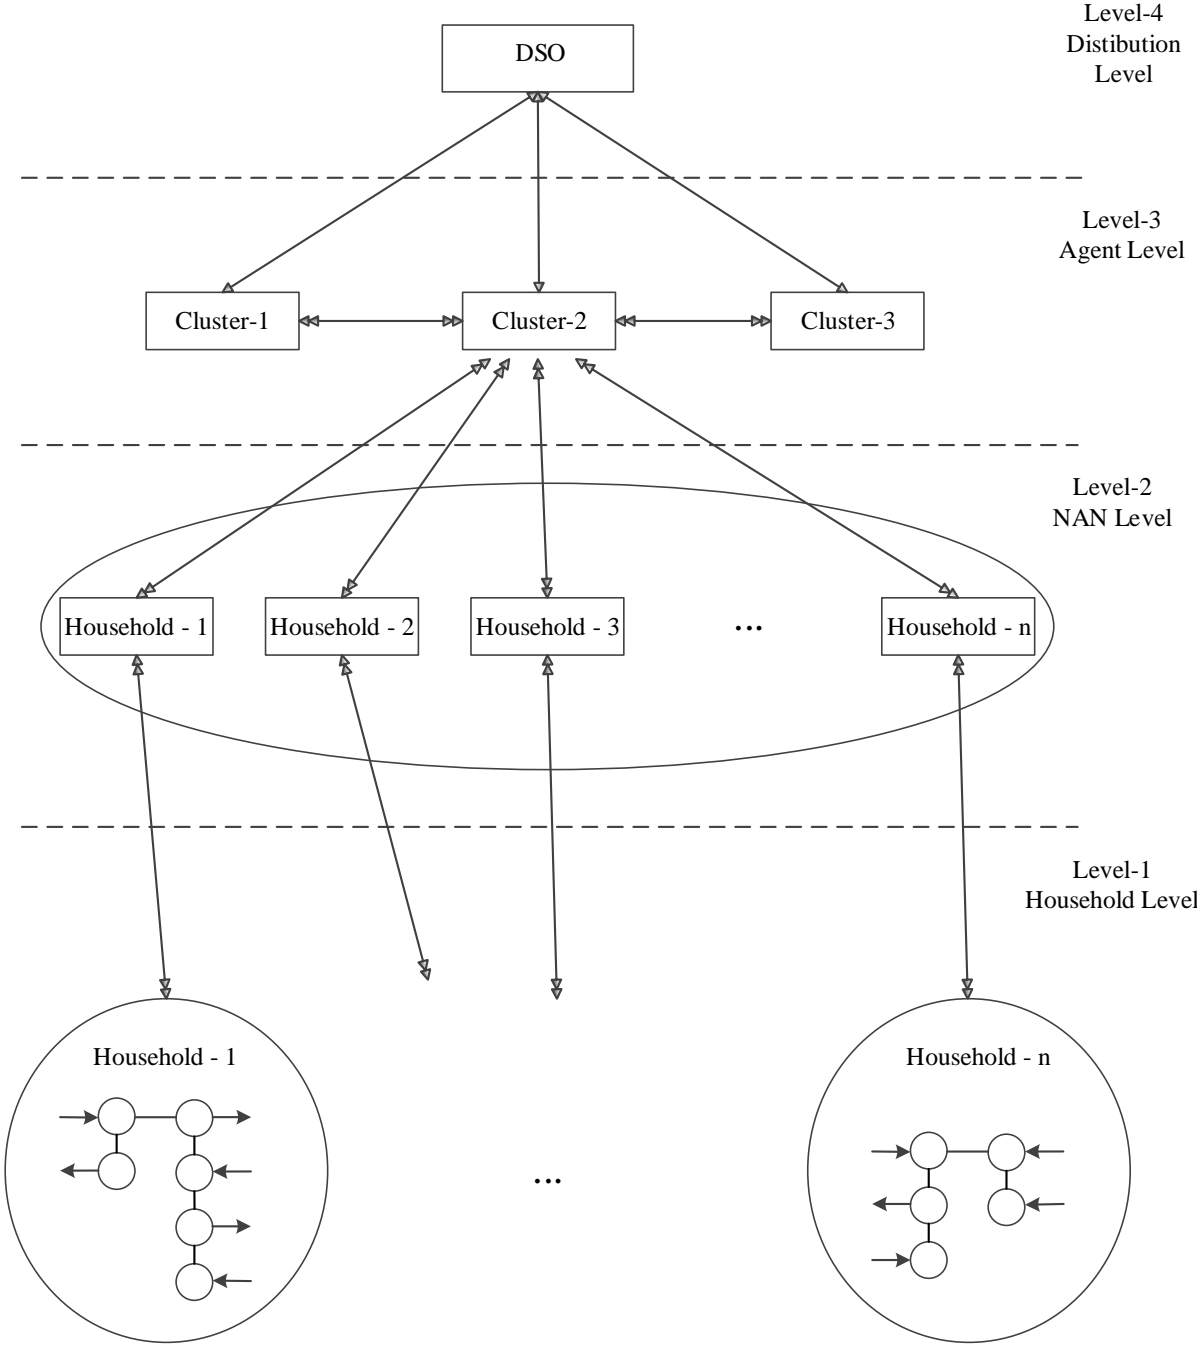 Level-4
Distibution
Level
DSO
Level-3
Agent Level
Cluster-1
Cluster-2
Cluster-3
Level-2
NAN Level
Household - 1
Household - 2
Household - 3
...
Household - n
Level-1
Household Level
Household - 1
Household - n
...